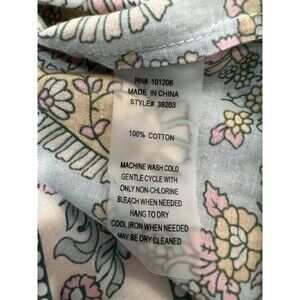 RN# 101206
MADE IN CHINA
STYLE# 39203
100% COTTON
MACHINE WASH COLD
GENTLE CYCLE WITH
ONLY NON-CHLORINE
BLEACH WHEN NEEDED
HANG TO DRY
COOL IRON WHEN NEEDED
MAY BE DRY CLEANED